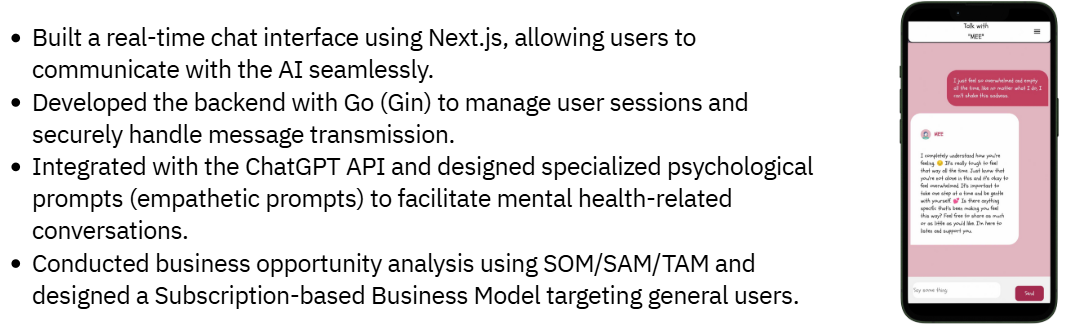 • Built a real-time chat interface using Next.js, allowing users to
communicate with the AI seamlessly.
• Developed the backend with Go (Gin) to manage user sessions and
securely handle message transmission.
• Integrated with the ChatGPT API and designed specialized psychological
prompts (empathetic prompts) to facilitate mental health-related
conversations.
• Conducted business opportunity analysis using SOM/SAM/TAM and
designed a Subscription-based Business Model targeting general users.
Talk with
"MEE"
I just feel so overwhelmed and empty
all the time, like no matter what I do, I
can't shake this sadness.
MEE
I completely understand how you're
feeling. 😔 It's really tough to feel
that way all the time. Just know that
you're not alone in this and it's okay to
feel overwhelmed. It's important to
take one step at a time and be gentle
with yourself. 💕 Is there anything
specific that's been making you feel
this way? Feel free to share as much
or as little as you'd like. I'm here to
listen and support you.
Say some thing
Send